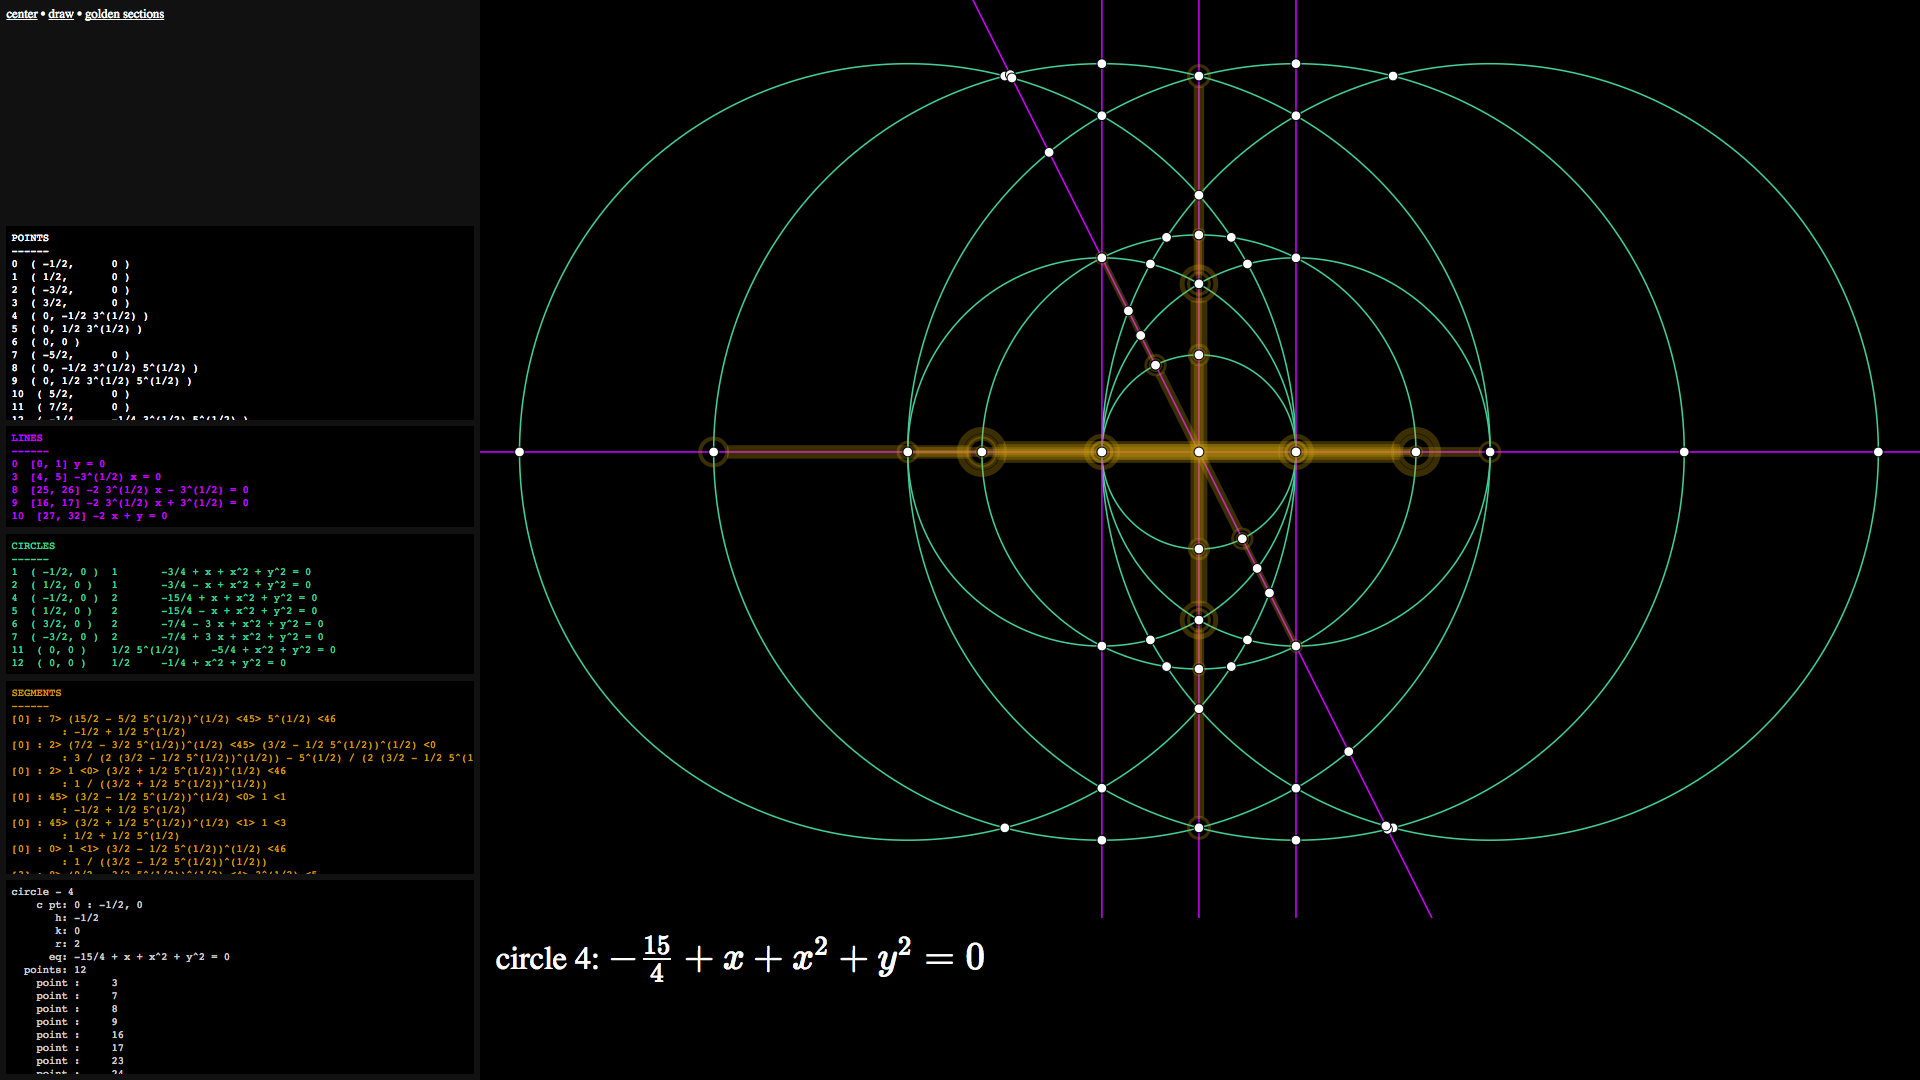 center • draw • golden sections
POINTS
------
0  ( -1/2,      0 )
1  ( 1/2,       0 )
2  ( -3/2,      0 )
3  ( 3/2,       0 )
4  ( 0, -1/2 3^(1/2) )
5  ( 0, 1/2 3^(1/2) )
6  ( 0, 0 )
7  ( -5/2,      0 )
8  ( 0, -1/2 3^(1/2) 5^(1/2) )
9  ( 0, 1/2 3^(1/2) 5^(1/2) )
10  ( 5/2,      0 )
11  ( 7/2,      0 )
LINES
------
0  [0, 1] y = 0
3  [4, 5] -3^(1/2) x = 0
8  [25, 26] -2 3^(1/2) x - 3^(1/2) = 0
9  [16, 17] -2 3^(1/2) x + 3^(1/2) = 0
10  [27, 32] -2 x + y = 0
CIRCLES
------
1  ( -1/2, 0 )  1       -3/4 + x + x^2 + y^2 = 0
2  ( 1/2, 0 )   1       -3/4 - x + x^2 + y^2 = 0
4  ( -1/2, 0 )  2       -15/4 + x + x^2 + y^2 = 0
5  ( 1/2, 0 )   2       -15/4 - x + x^2 + y^2 = 0
6  ( 3/2, 0 )   2       -7/4 - 3 x + x^2 + y^2 = 0
7  ( -3/2, 0 )  2       -7/4 + 3 x + x^2 + y^2 = 0
11  ( 0, 0 )    1/2 5^(1/2)     -5/4 + x^2 + y^2 = 0
12  ( 0, 0 )    1/2     -1/4 + x^2 + y^2 = 0
SEGMENTS
------
[0] : 7> (15/2 - 5/2 5^(1/2))^(1/2) <45> 5^(1/2) <46
: -1/2 + 1/2 5^(1/2)
[0] : 2> (7/2 - 3/2 5^(1/2))^(1/2) <45> (3/2 - 1/2 5^(1/2))^(1/2) <0
: 3 / (2 (3/2 - 1/2 5^(1/2))^(1/2)) - 5^(1/2) / (2 (3/2 - 1/2 5^(1
[0] : 2> 1 <0> (3/2 + 1/2 5^(1/2))^(1/2) <46
: 1 / ((3/2 + 1/2 5^(1/2))^(1/2))
[0] : 45> (3/2 - 1/2 5^(1/2))^(1/2) <0> 1 <1
: -1/2 + 1/2 5^(1/2)
[0] : 45> (3/2 + 1/2 5^(1/2))^(1/2) <1> 1 <3
: 1/2 + 1/2 5^(1/2)
[0] : 0> 1 <1> (3/2 - 1/2 5^(1/2))^(1/2) <46
: 1 / ((3/2 - 1/2 5^(1/2))^(1/2))
circle - 4
c pt: 0 : -1/2, 0
h: -1/2
k: 0
r: 2
eq: -15/4 + x + x^2 + y^2 = 0
points: 12
point :     3
point :     7
point :     8
point :     9
point :     16
point :     17
point :     23
circle 4: −15/4 + x + x² + y² = 0